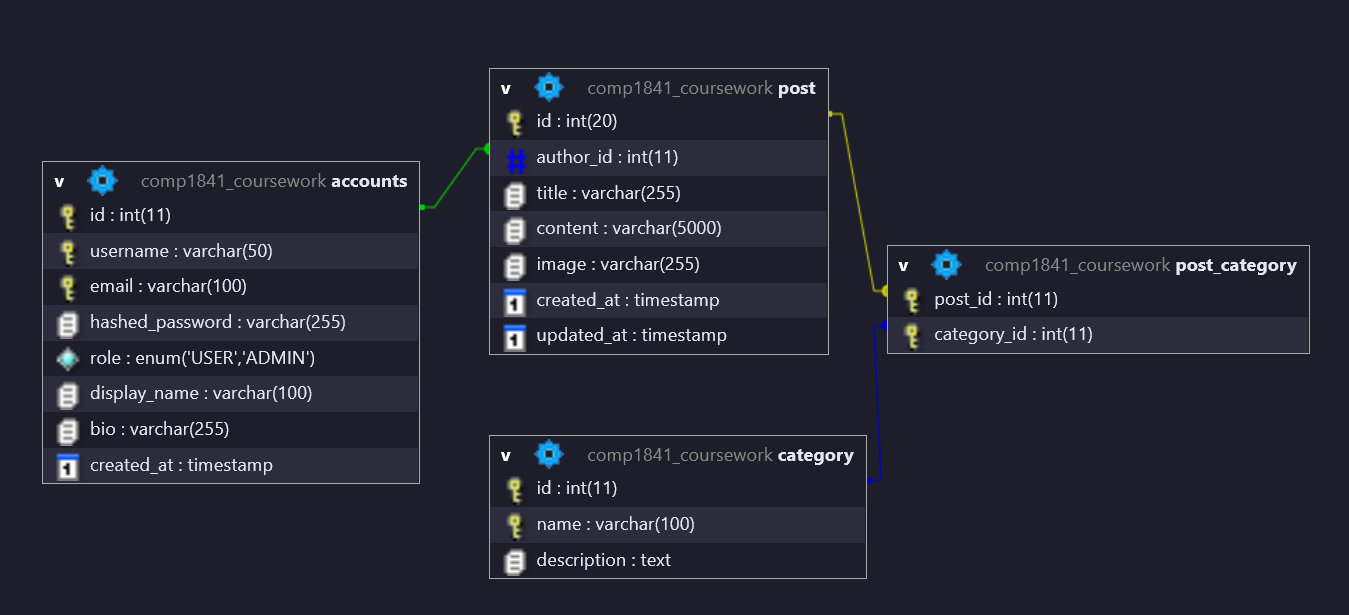 v comp1841_coursework accounts
id : int(11)
username : varchar(50)
email : varchar(100)
hashed_password : varchar(255)
role : enum('USER','ADMIN')
display_name : varchar(100)
bio : varchar(255)
1 created_at : timestamp
v comp1841_coursework post
id : int(20)
# author_id : int(11)
title : varchar(255)
content : varchar(5000)
image : varchar(255)
1 created_at : timestamp
1 updated_at : timestamp
v comp1841_coursework category
id : int(11)
name : varchar(100)
description : text
v comp1841_coursework post_category
post_id : int(11)
category_id : int(11)